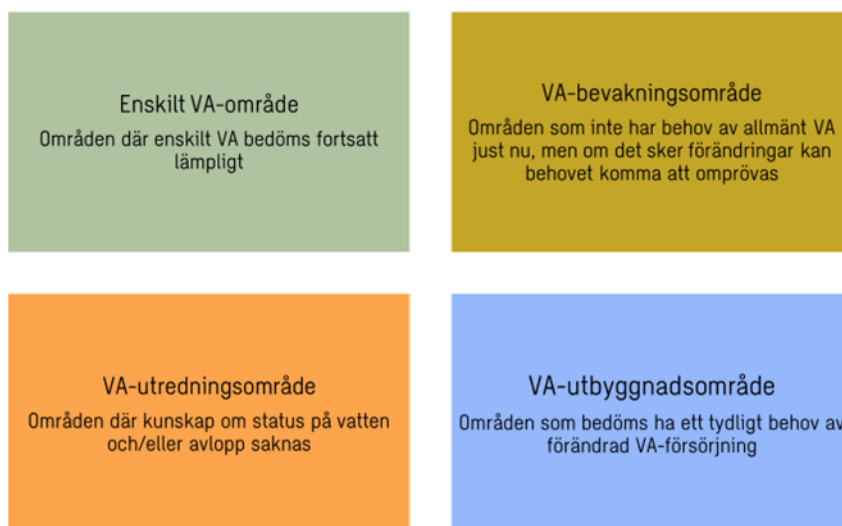 Enskilt VA-område
Områden där enskilt VA bedöms fortsatt
lämpligt
VA-bevakningsområde
Områden som inte har behov av allmänt VA
just nu, men om det sker förändringar kan
behovet komma att omprövas
VA-utredningsområde
Områden där kunskap om status på vatten
och/eller avlopp saknas
VA-utbyggnadsområde
Områden som bedöms ha ett tydligt behov av
förändrad VA-försörjning